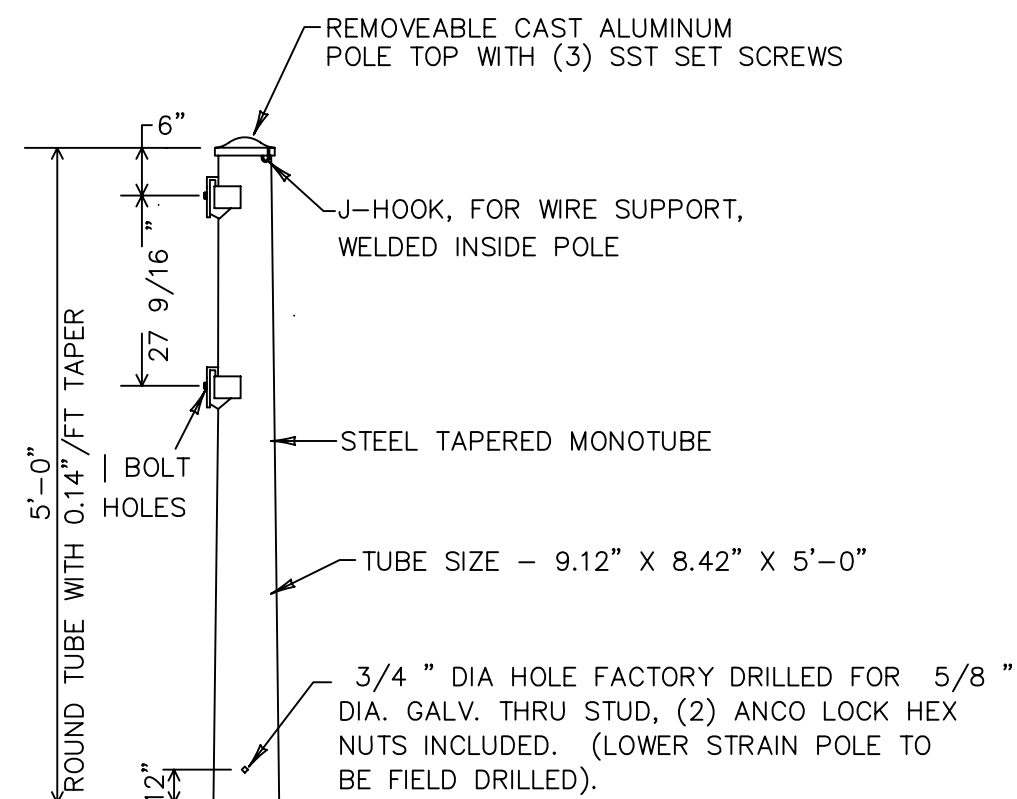 REMOVEABLE CAST ALUMINUM
POLE TOP WITH (3) SST SET SCREWS
6"
J-HOOK, FOR WIRE SUPPORT,
WELDED INSIDE POLE
27 9/16 "
5'-0"
ROUND TUBE WITH 0.14"/FT TAPER
| BOLT
HOLES
STEEL TAPERED MONOTUBE
TUBE SIZE - 9.12" X 8.42" X 5'-0"
3/4 " DIA HOLE FACTORY DRILLED FOR 5/8 "
DIA. GALV. THRU STUD, (2) ANCO LOCK HEX
NUTS INCLUDED. (LOWER STRAIN POLE TO
BE FIELD DRILLED).
12"